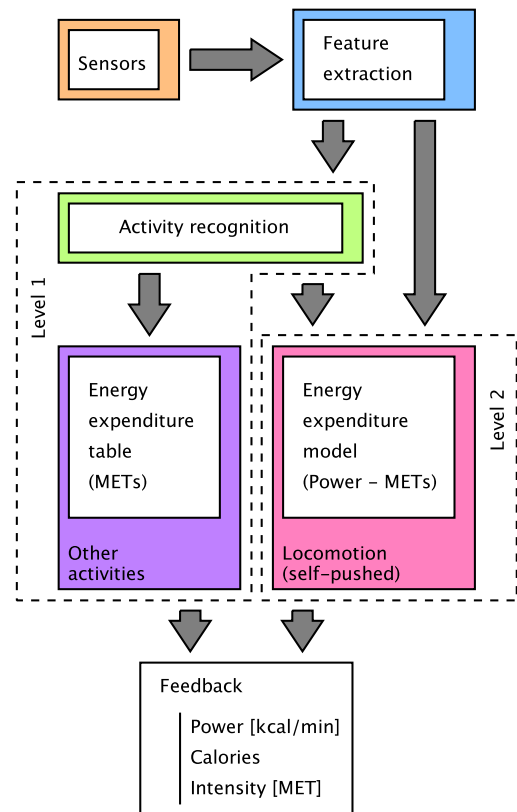 Sensors
Feature
extraction
Activity recognition
Level 1
Energy
expenditure
table
(METs)
Other
activities
Energy
expenditure
model
(Power – METs)
Locomotion
(self-pushed)
Level 2
Feedback
Power [kcal/min]
Calories
Intensity [MET]